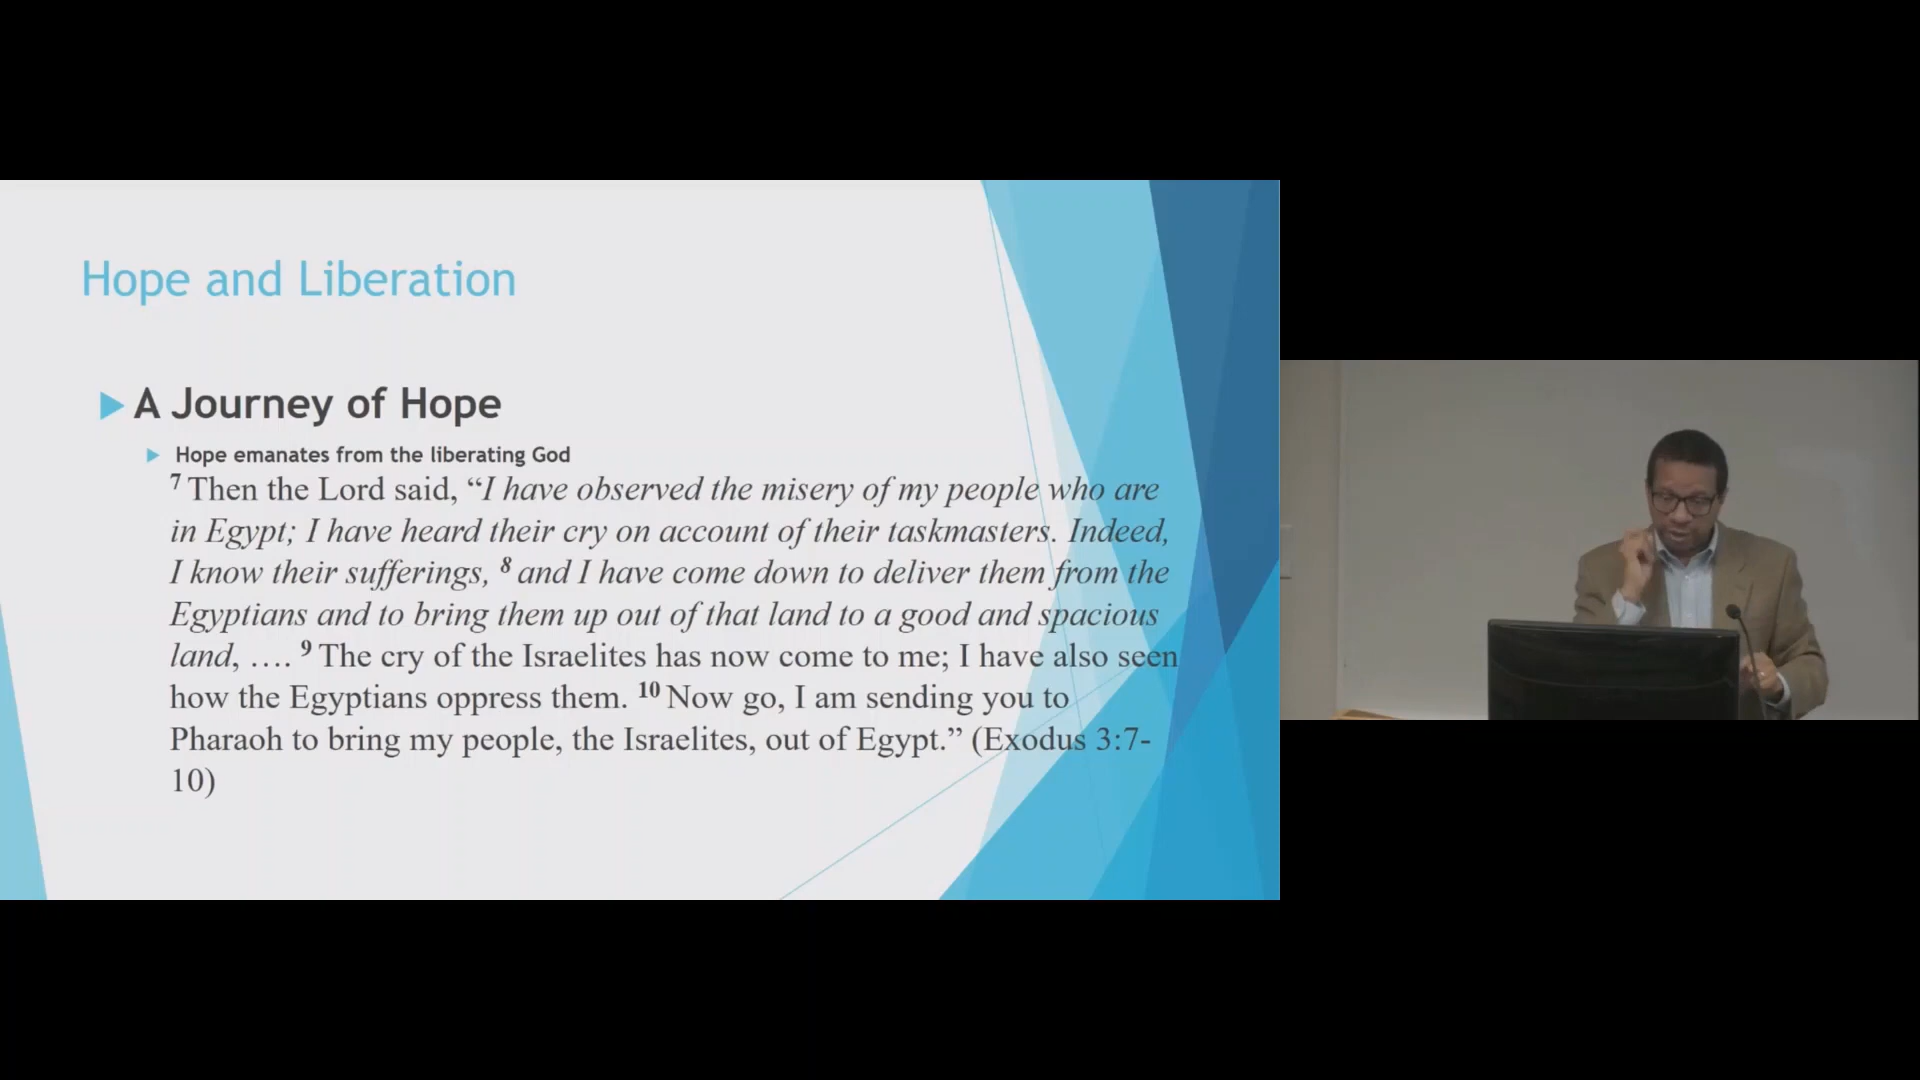 Hope and Liberation
A Journey of Hope
Hope emanates from the liberating God
7 Then the Lord said, “I have observed the misery of my people who are
in Egypt; I have heard their cry on account of their taskmasters. Indeed,
I know their sufferings, 8 and I have come down to deliver them from the
Egyptians and to bring them up out of that land to a good and spacious
land, …. 9 The cry of the Israelites has now come to me; I have also seen
how the Egyptians oppress them. 10 Now go, I am sending you to
Pharaoh to bring my people, the Israelites, out of Egypt.” (Exodus 3:7-
10)